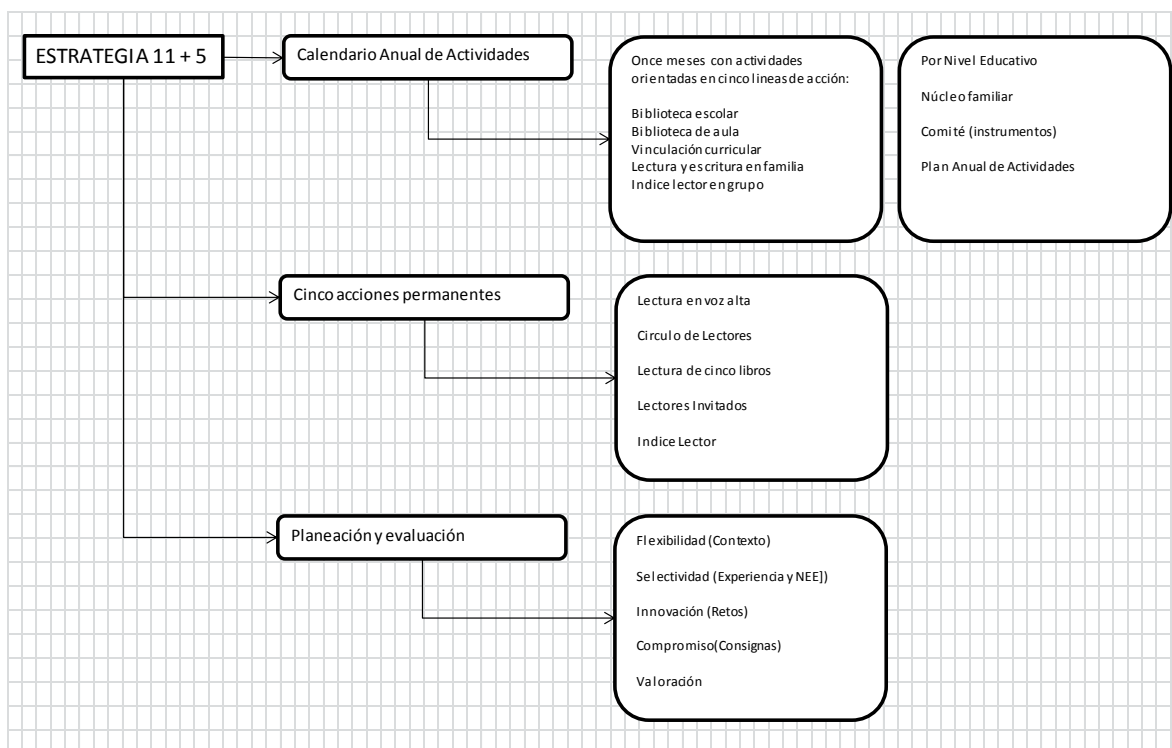 ESTRATEGIA 11 + 5
Calendario Anual de Actividades
Once meses con actividades
orientadas en cinco lineas de acción:
Biblioteca escolar
Biblioteca de aula
Vinculación curricular
Lectura y escritura en familia
Indice lector en grupo
Por Nivel Educativo
Núcleo familiar
Comité (instrumentos)
Plan Anual de Actividades
Cinco acciones permanentes
Lectura en voz alta
Circulo de Lectores
Lectura de cinco libros
Lectores Invitados
Indice Lector
Planeación y evaluación
Flexibilidad (Contexto)
Selectividad (Experiencia y NEE])
Innovación (Retos)
Compromiso(Consignas)
Valoración